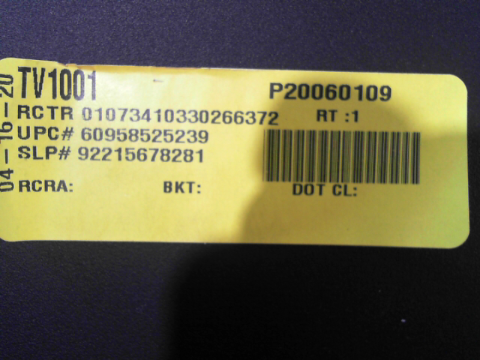 TV1001
P20060109
RCTR 01073410330266372 RT :1
UPC# 60958525239
SLP# 92215678281
RCRA: BKT: DOT CL:
04-16-20